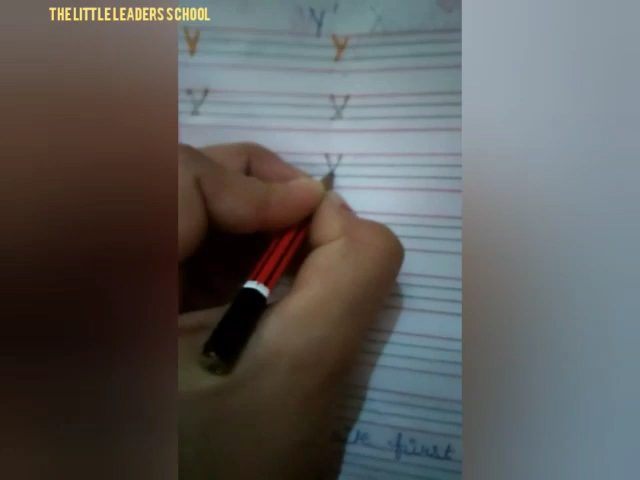 THE LITTLE LEADERS SCHOOL
'y'
y y
y y
y
first